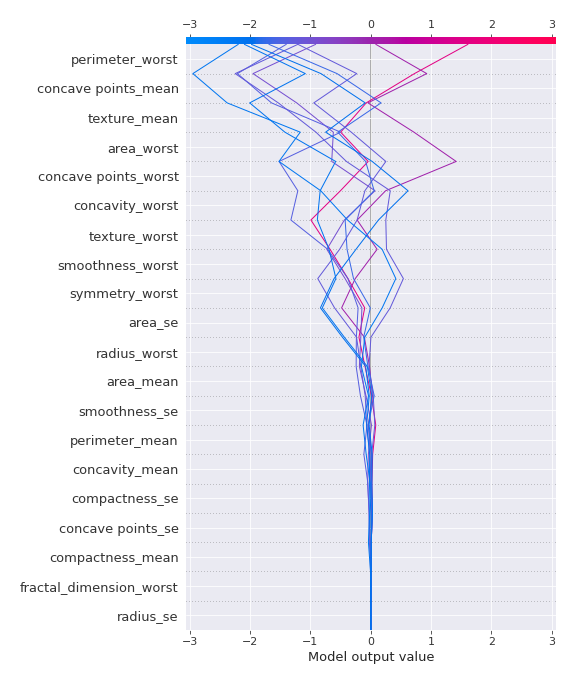 −3 −2 −1 0 1 2 3
perimeter_worst
concave points_mean
texture_mean
area_worst
concave points_worst
concavity_worst
texture_worst
smoothness_worst
symmetry_worst
area_se
radius_worst
area_mean
smoothness_se
perimeter_mean
concavity_mean
compactness_se
concave points_se
compactness_mean
fractal_dimension_worst
radius_se
−3 −2 −1 0 1 2 3
Model output value